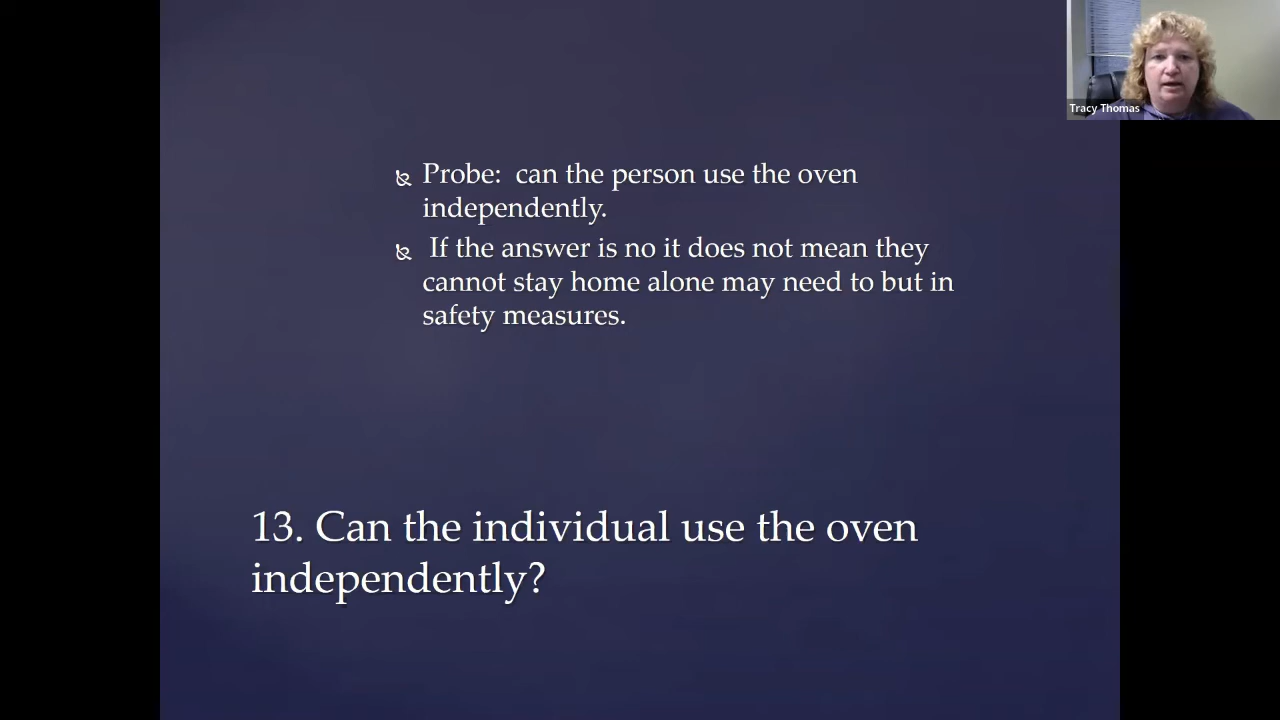 Tracy Thomas
Probe:  can the person use the oven
independently.
If the answer is no it does not mean they
cannot stay home alone may need to but in
safety measures.
13. Can the individual use the oven
independently?